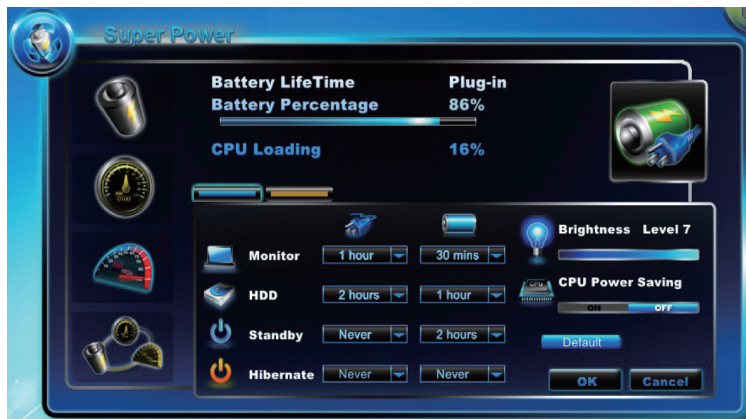 Super Power
Battery LifeTime Plug-in
Battery Percentage 86%
CPU Loading 16%
Brightness Level 7
Monitor 1 hour 30 mins
CPU Power Saving
HDD 2 hours 1 hour
CPU
ON OFF
Standby Never 2 hours
Default
Hibernate Never Never
OK Cancel